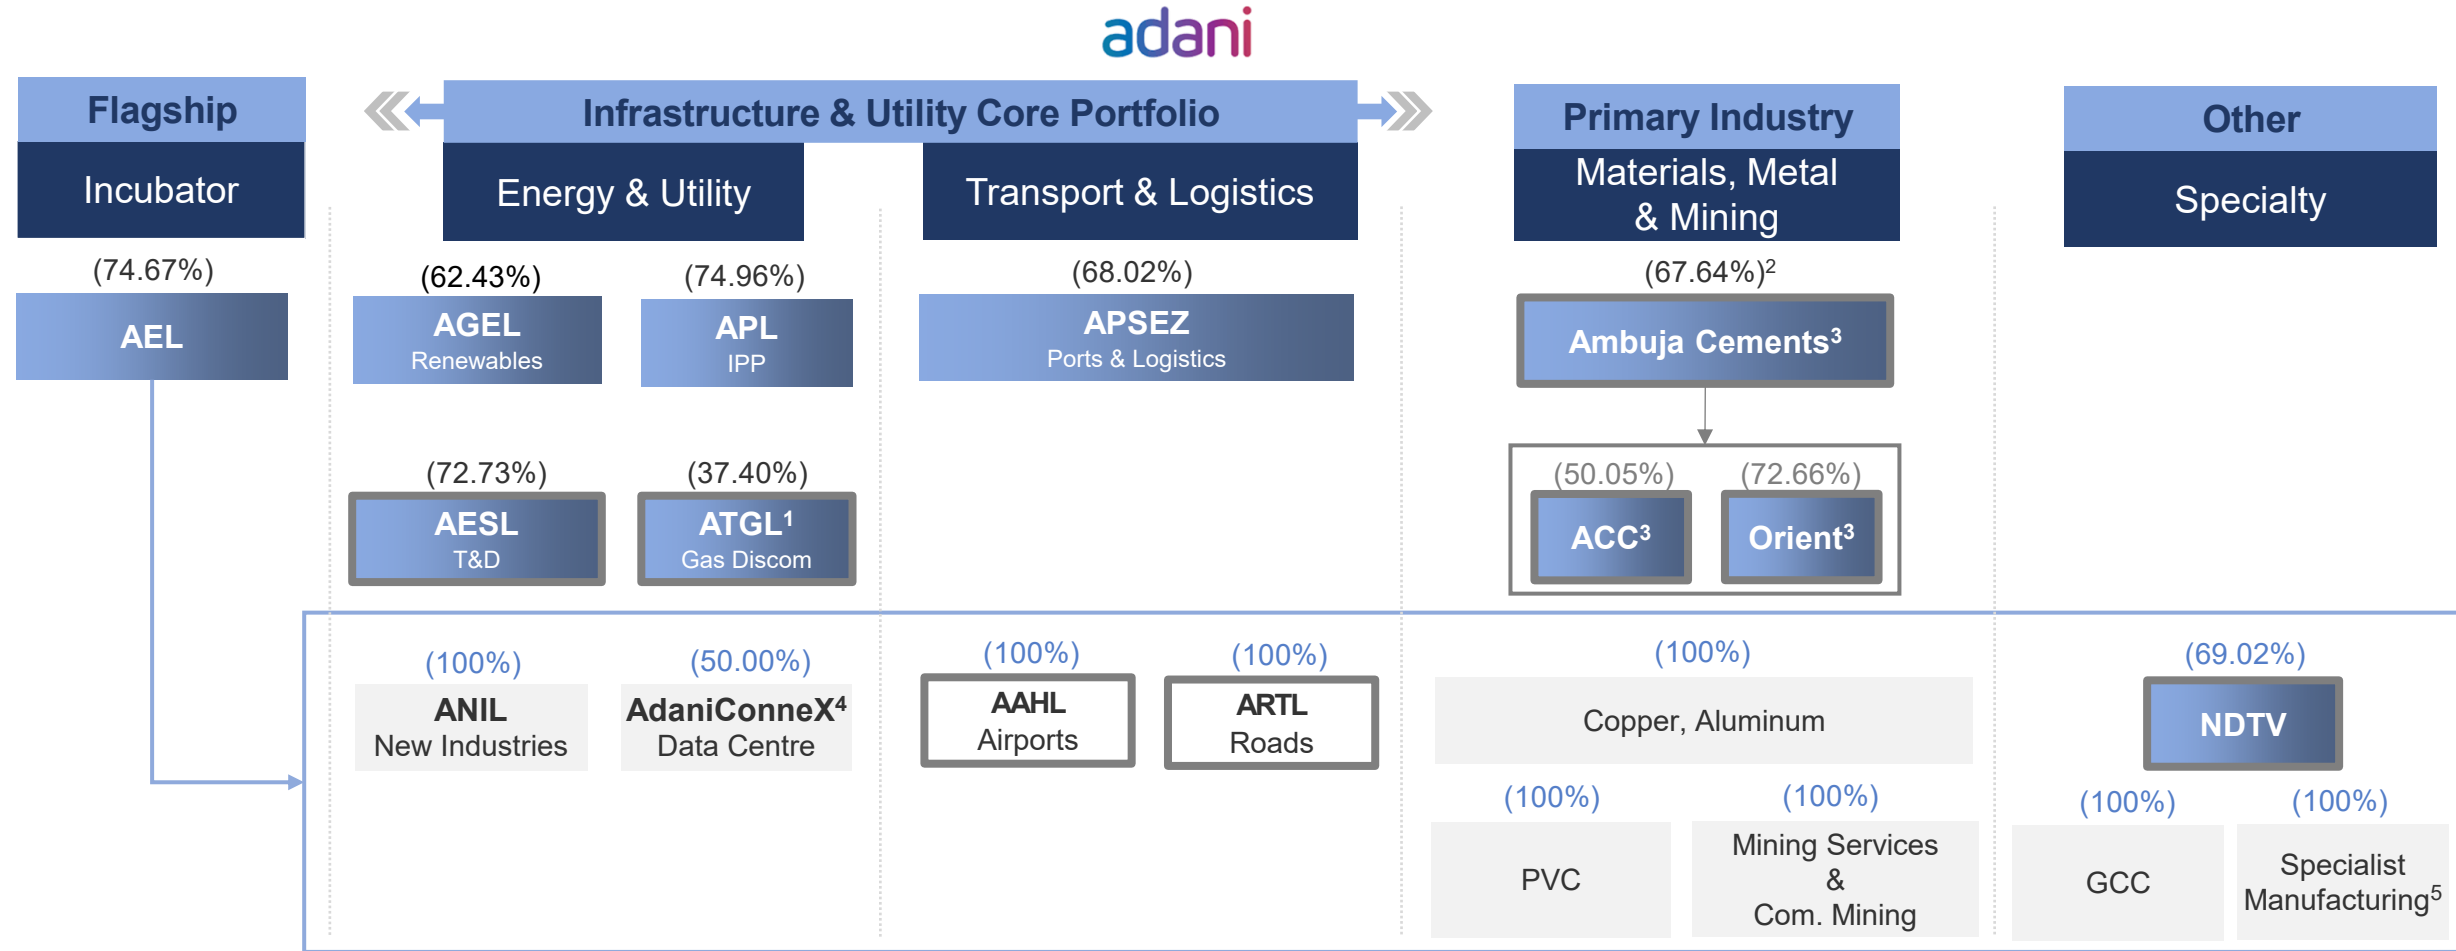 adani
Flagship
Infrastructure & Utility Core Portfolio
Primary Industry
Other
Incubator
Energy & Utility
Transport & Logistics
Materials, Metal
& Mining
Specialty
(74.67%)
AEL
(62.43%)
AGEL
Renewables
(74.96%)
APL
IPP
(68.02%)
APSEZ
Ports & Logistics
(67.64%)²
Ambuja Cements³
(72.73%)
AESL
T&D
(37.40%)
ATGL¹
Gas Discom
(50.05%)
ACC³
(72.66%)
Orient³
(100%)
ANIL
New Industries
(50.00%)
AdaniConneX⁴
Data Centre
(100%)
AAHL
Airports
(100%)
ARTL
Roads
(100%)
Copper, Aluminum
(69.02%)
NDTV
(100%)
PVC
(100%)
Mining Services
&
Com. Mining
(100%)
GCC
(100%)
Specialist
Manufacturing⁵